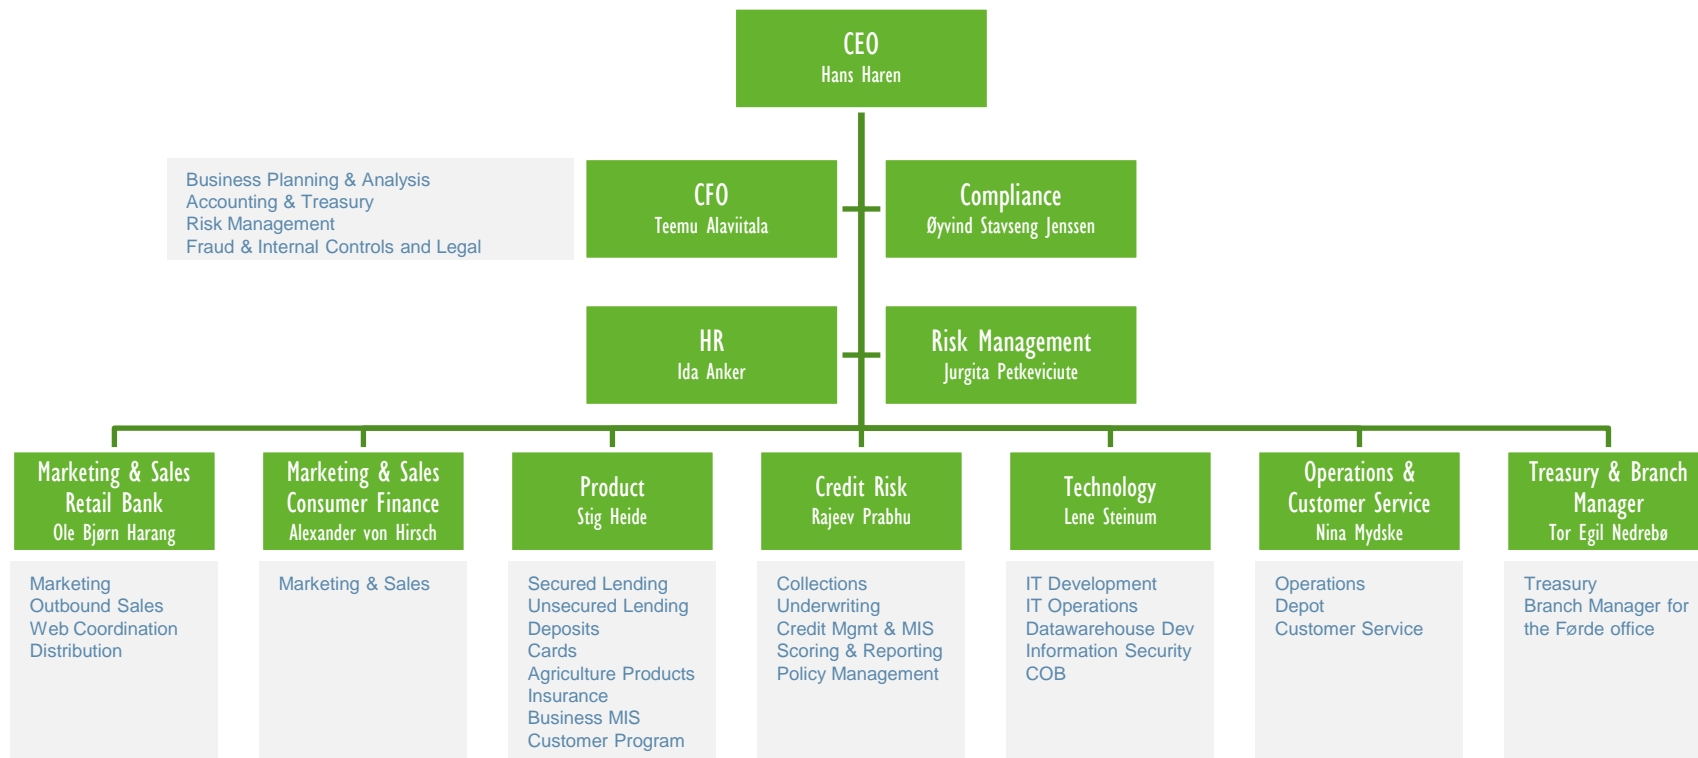 CEO
Hans Haren
Business Planning & Analysis
Accounting & Treasury
Risk Management
Fraud & Internal Controls and Legal
CFO
Teemu Alaviitala
Compliance
Øyvind Stavseng Jenssen
HR
Ida Anker
Risk Management
Jurgita Petkeviciute
Marketing & Sales
Retail Bank
Ole Bjørn Harang
Marketing & Sales
Consumer Finance
Alexander von Hirsch
Product
Stig Heide
Credit Risk
Rajeev Prabhu
Technology
Lene Steinum
Operations &
Customer Service
Nina Mydske
Treasury & Branch
Manager
Tor Egil Nedrebø
Marketing
Outbound Sales
Web Coordination
Distribution
Marketing & Sales
Secured Lending
Unsecured Lending
Deposits
Cards
Agriculture Products
Insurance
Business MIS
Customer Program
Collections
Underwriting
Credit Mgmt & MIS
Scoring & Reporting
Policy Management
IT Development
IT Operations
Datawarehouse Dev
Information Security
COB
Operations
Depot
Customer Service
Treasury
Branch Manager for
the Førde office